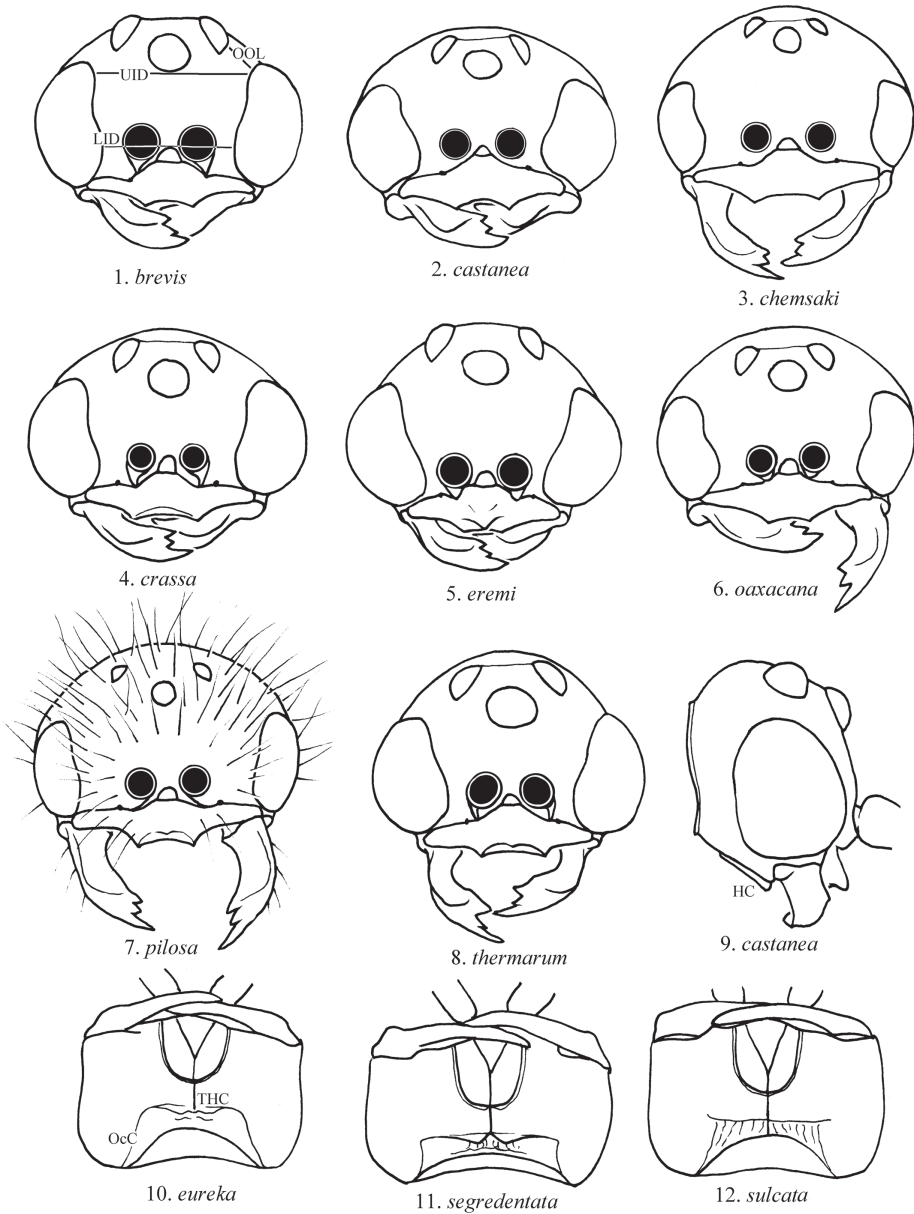 OOL
UID
LID
1. brevis
2. castanea
3. chemsaki
4. crassa
5. eremi
6. oaxacana
7. pilosa
8. thermarum
HC
9. castanea
THC
OcC
10. eureka
11. segredentata
12. sulcata